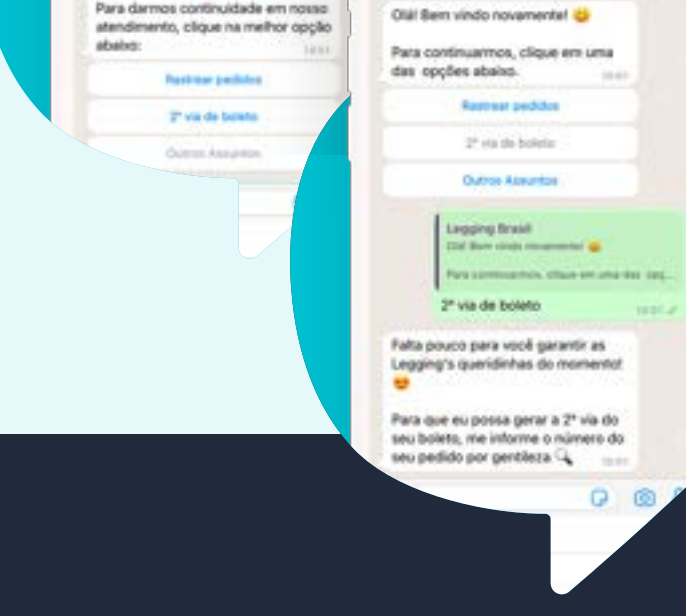 Para darmos continuidade em nosso
atendimento, clique na melhor opção
abaixo:
Rastrear pedidos
2ª via de boleto
Outros Assuntos
Olá! Bem vindo novamente! 😀
Para continuarmos, clique em uma
das opções abaixo.
Rastrear pedidos
2ª via de boleto
Outros Assuntos
Legging Brasil
Olá! Bem vindo novamente! 😀
Para continuarmos, clique em uma das opç...
2ª via de boleto
Falta pouco para você garantir as
Legging's queridinhas do momento!
😍
Para que eu possa gerar a 2ª via do
seu boleto, me informe o número do
seu pedido por gentileza 🔍